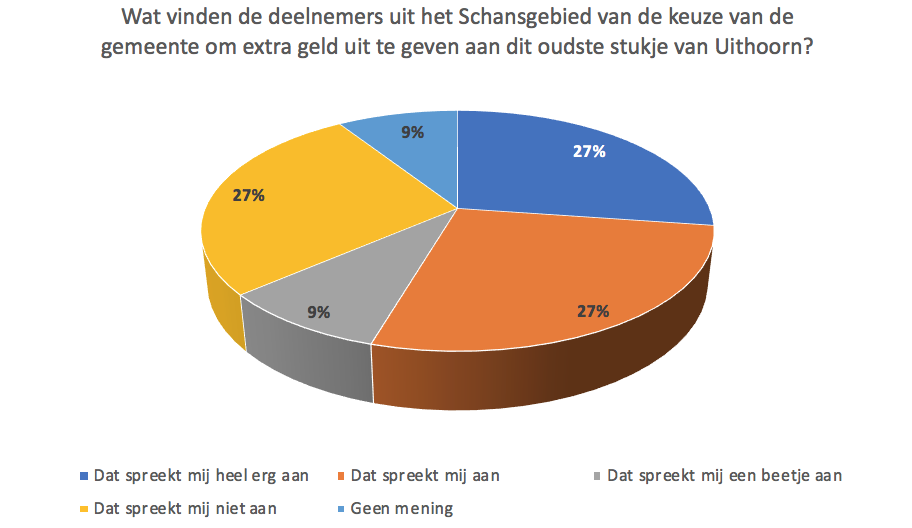 Wat vinden de deelnemers uit het Schansgebied van de keuze van de
gemeente om extra geld uit te geven aan dit oudste stukje van Uithoorn?
9%
27%
27%
9%
27%
Dat spreekt mij heel erg aan
Dat spreekt mij aan
Dat spreekt mij een beetje aan
Dat spreekt mij niet aan
Geen mening